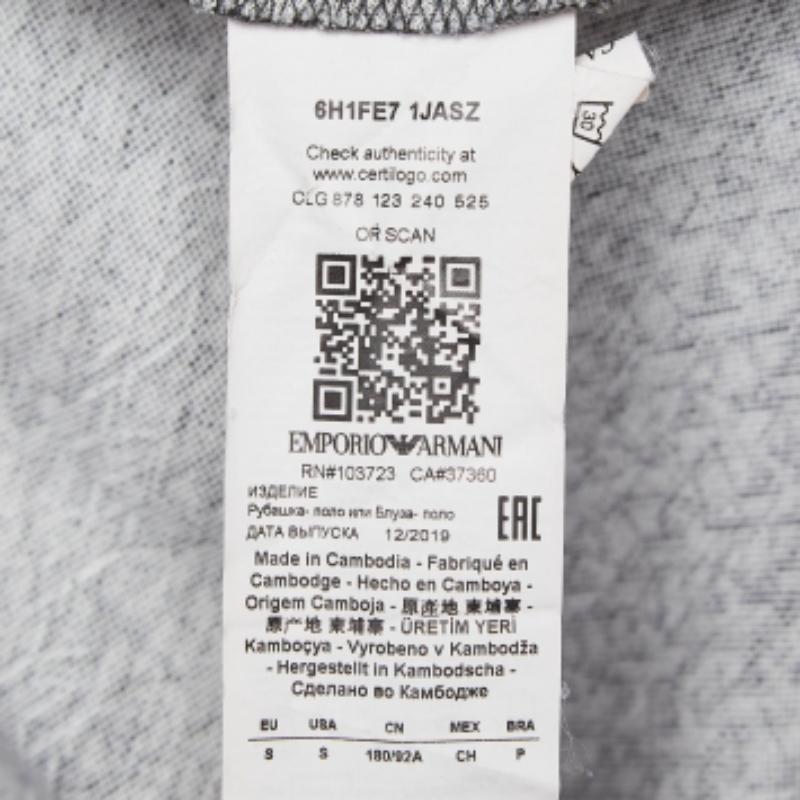 6H1FE7 1JASZ
Check authenticity at
www.certilogo.com
CLG 878 123 240 525
OR SCAN
EMPORIO ARMANI
RN#103723 CA#37360
ИЗДЕЛИЕ
Рубашка- поло или Блуза- поло
ДАТА ВЫПУСКА 12/2019
EAC
Made in Cambodia - Fabriqué en
Cambodge - Hecho en Camboya -
Origem Camboja - 原產地 柬埔寨 -
地 柬埔寨 - ÜRETİM YERİ
Kamboçya - Vyrobeno v Kambodža
- Hergestellt in Kambodscha -
Сделано во Камбодже
EU USA CN MEX BRA
S S 180/92A CH P
30